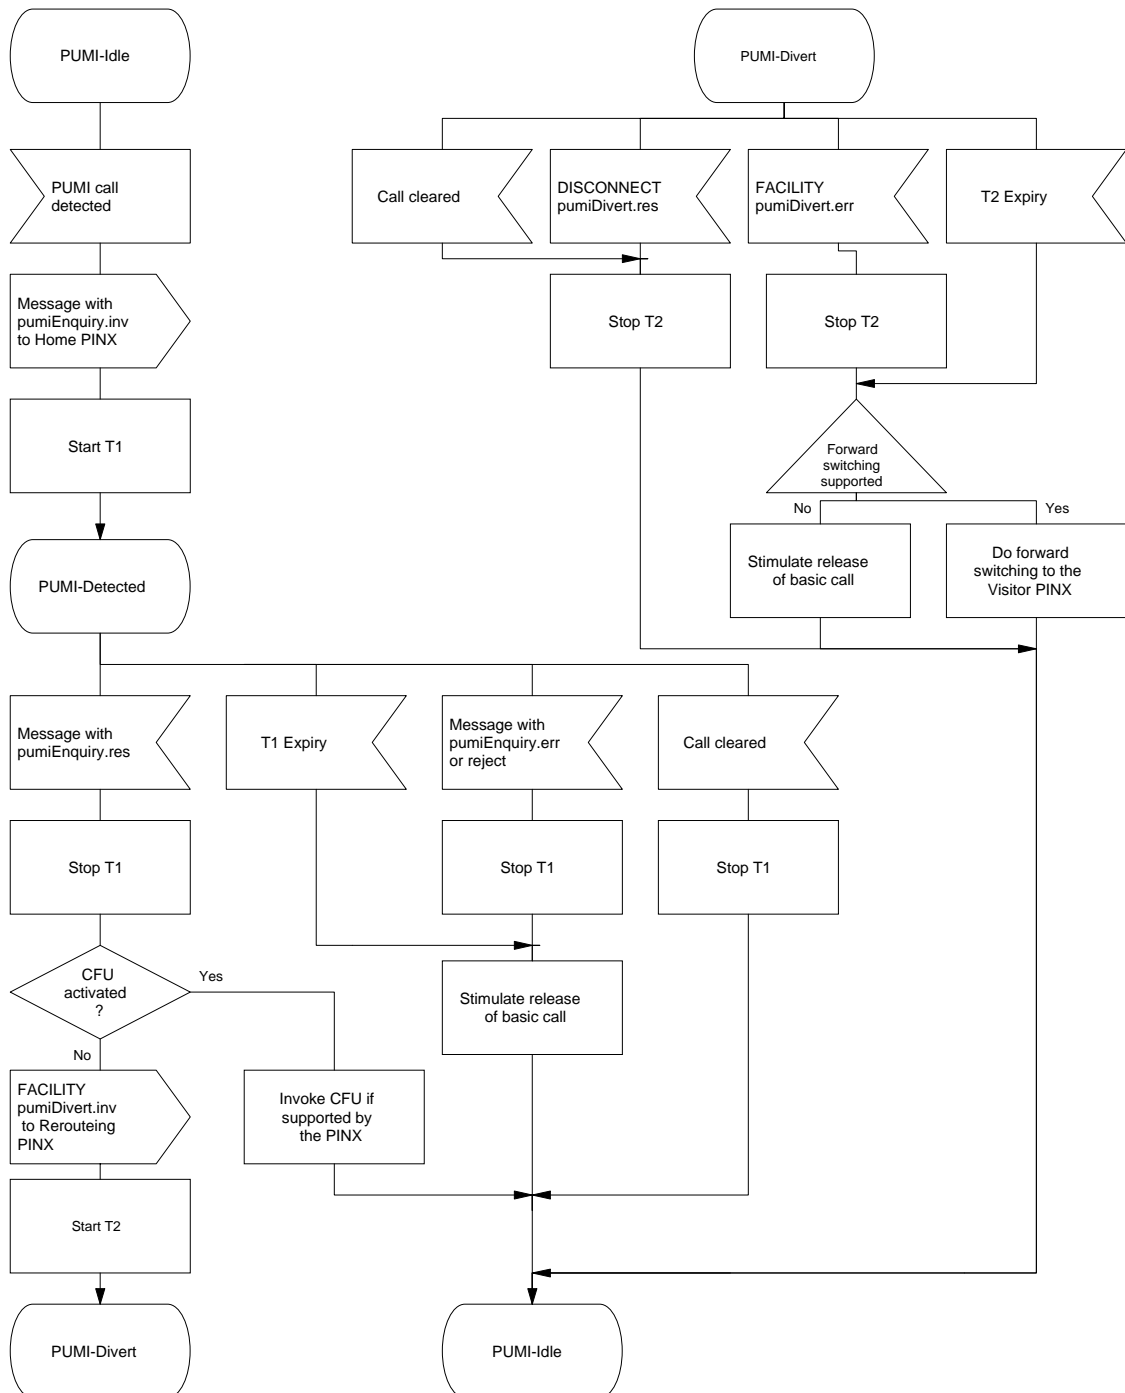 PUMI-Idle
PUMI-Divert
PUMI call
detected
Call cleared
DISCONNECT
pumiDivert.res
FACILITY
pumiDivert.err
T2 Expiry
Message with
pumiEnquiry.inv
to Home PINX
Stop T2
Stop T2
Start T1
Forward
switching
supported
No
Yes
Stimulate release
of basic call
Do forward
switching to the
Visitor PINX
PUMI-Detected
Message with
pumiEnquiry.res
T1 Expiry
Message with
pumiEnquiry.err
or reject
Call cleared
Stop T1
Stop T1
Stop T1
CFU
activated
?
Yes
No
Stimulate release
of basic call
FACILITY
pumiDivert.inv
to Rerouteing
PINX
Invoke CFU if
supported by
the PINX
Start T2
PUMI-Divert
PUMI-Idle